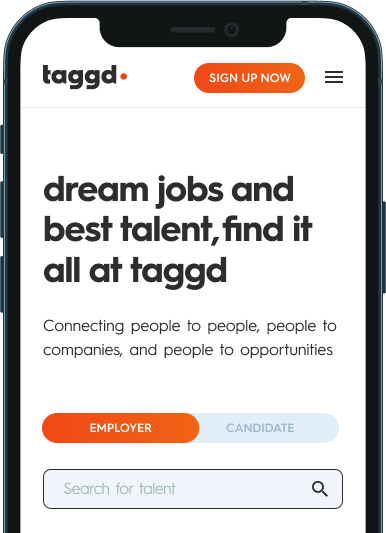 taggd
SIGN UP NOW
dream jobs and
best talent, find it
all at taggd
Connecting people to people, people to
companies, and people to opportunities
EMPLOYER
CANDIDATE
Search for talent